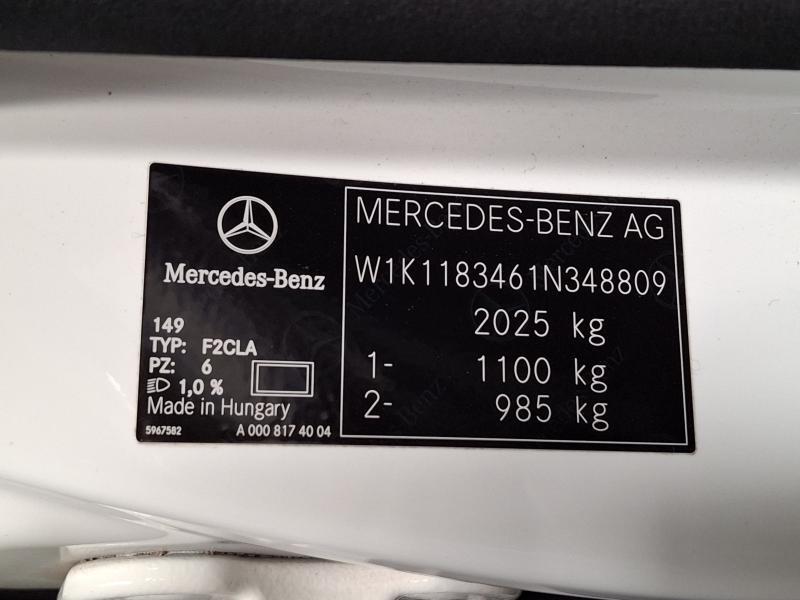 Mercedes-Benz
149
TYP: F2CLA
PZ: 6
1,0 %
Made in Hungary
5967582 A 000 817 40 04
MERCEDES-BENZ AG
W1K1183461N348809
2025 kg
1- 1100 kg
2- 985 kg